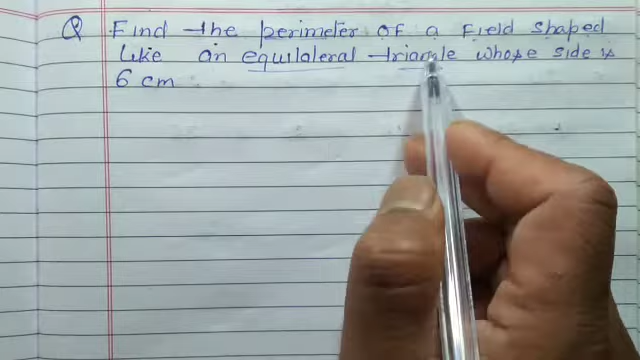 Q Find the perimeter of a field shaped
like an equilateral triangle whose side is
6 cm